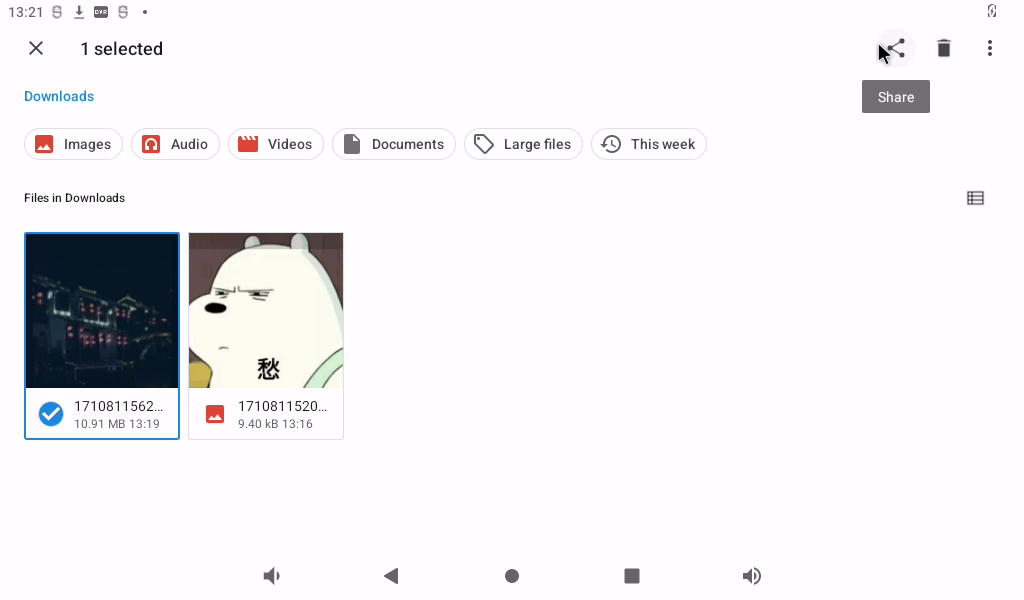 13:21
DVR
1 selected
Share
Downloads
Images
Audio
Videos
Documents
Large files
This week
Files in Downloads
愁
1710811562...
10.91 MB 13:19
1710811520...
9.40 kB 13:16